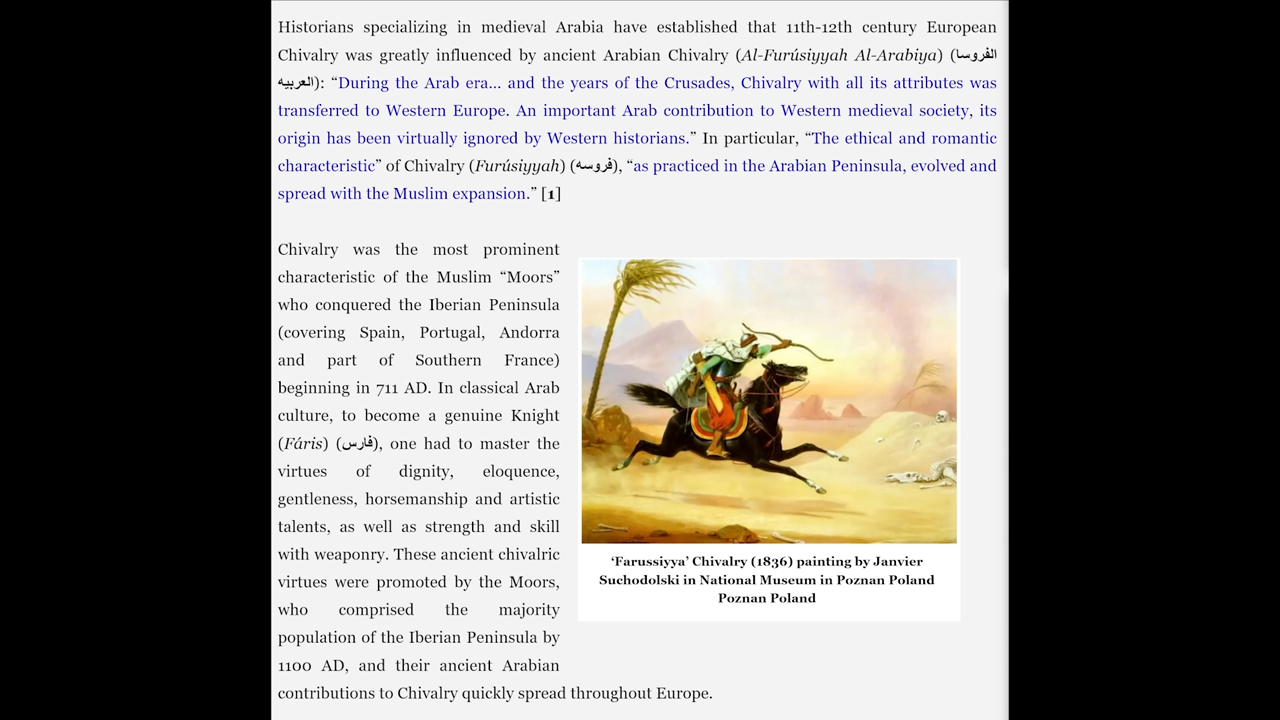 Historians specializing in medieval Arabia have established that 11th-12th century European
Chivalry was greatly influenced by ancient Arabian Chivalry (Al-Furúsiyyah Al-Arabiya) (الفروسا
العربيه): “During the Arab era... and the years of the Crusades, Chivalry with all its attributes was
transferred to Western Europe. An important Arab contribution to Western medieval society, its
origin has been virtually ignored by Western historians.” In particular, “The ethical and romantic
characteristic” of Chivalry (Furúsiyyah) (فروسه), “as practiced in the Arabian Peninsula, evolved and
spread with the Muslim expansion.” [1]
Chivalry was the most prominent
characteristic of the Muslim “Moors”
who conquered the Iberian Peninsula
(covering Spain, Portugal, Andorra
and part of Southern France)
beginning in 711 AD. In classical Arab
culture, to become a genuine Knight
(Fáris) (فارس), one had to master the
virtues of dignity, eloquence,
gentleness, horsemanship and artistic
talents, as well as strength and skill
with weaponry. These ancient chivalric
virtues were promoted by the Moors,
who comprised the majority
population of the Iberian Peninsula by
1100 AD, and their ancient Arabian
contributions to Chivalry quickly spread throughout Europe.
‘Farussiyya’ Chivalry (1836) painting by Janvier
Suchodolski in National Museum in Poznan Poland
Poznan Poland